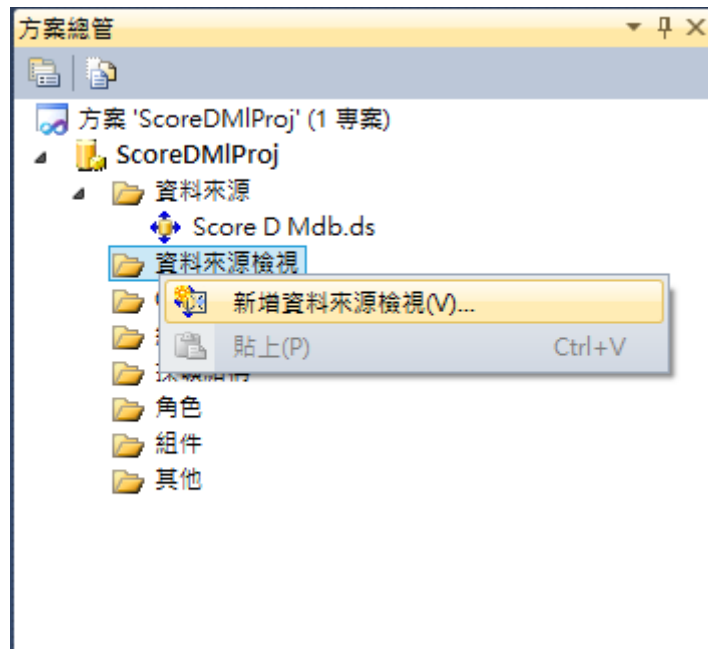 方案總管
方案 'ScoreDMlProj' (1 專案)
ScoreDMlProj
資料來源
Score D Mdb.ds
資料來源檢視
新增資料來源檢視(V)...
貼上(P) Ctrl+V
角色
組件
其他